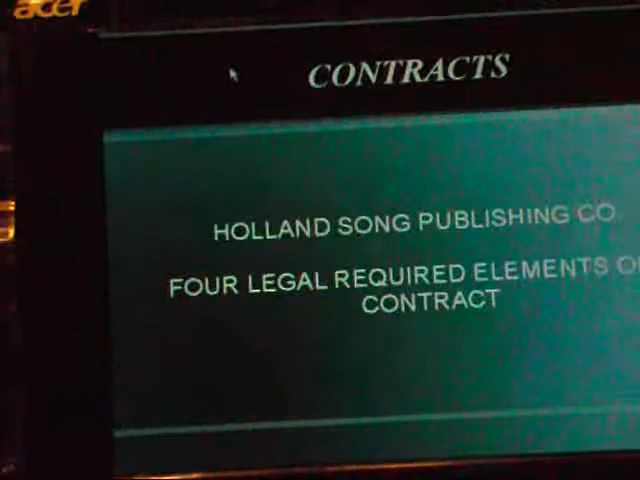 acer
CONTRACTS
HOLLAND SONG PUBLISHING CO
FOUR LEGAL REQUIRED ELEMENTS
CONTRACT